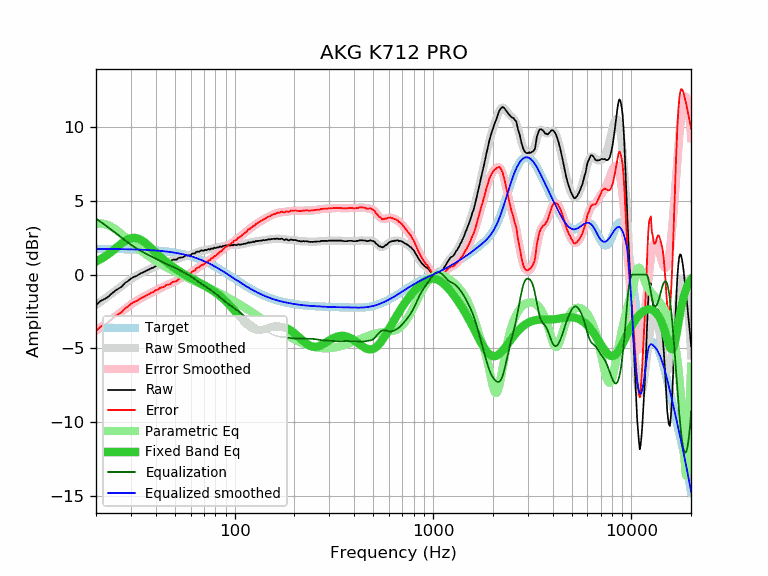 AKG K712 PRO
Amplitude (dBr)
10
5
0
−5
−10
−15
Target
Raw Smoothed
Error Smoothed
Raw
Error
Parametric Eq
Fixed Band Eq
Equalization
Equalized smoothed
100 1000 10000
Frequency (Hz)